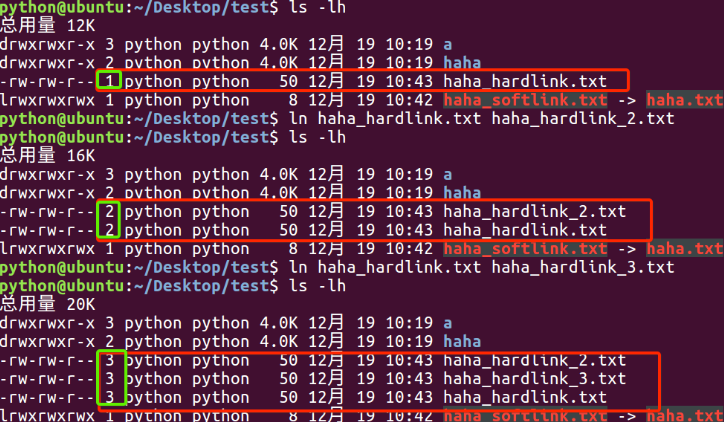 python@ubuntu:~/Desktop/test$ ls -lh
总用量 12K
drwxrwxr-x 3 python python 4.0K 12月 19 10:19 a
drwxrwxr-x 2 python python 4.0K 12月 19 10:19 haha
-rw-rw-r-- 1 python python   50 12月 19 10:43 haha_hardlink.txt
lrwxrwxrwx 1 python python    8 12月 19 10:42 haha_softlink.txt -> haha.txt
python@ubuntu:~/Desktop/test$ ln haha_hardlink.txt haha_hardlink_2.txt
python@ubuntu:~/Desktop/test$ ls -lh
总用量 16K
drwxrwxr-x 3 python python 4.0K 12月 19 10:19 a
drwxrwxr-x 2 python python 4.0K 12月 19 10:19 haha
-rw-rw-r-- 2 python python   50 12月 19 10:43 haha_hardlink_2.txt
-rw-rw-r-- 2 python python   50 12月 19 10:43 haha_hardlink.txt
lrwxrwxrwx 1 python python    8 12月 19 10:42 haha_softlink.txt -> haha.txt
python@ubuntu:~/Desktop/test$ ln haha_hardlink.txt haha_hardlink_3.txt
python@ubuntu:~/Desktop/test$ ls -lh
总用量 20K
drwxrwxr-x 3 python python 4.0K 12月 19 10:19 a
drwxrwxr-x 2 python python 4.0K 12月 19 10:19 haha
-rw-rw-r-- 3 python python   50 12月 19 10:43 haha_hardlink_2.txt
-rw-rw-r-- 3 python python   50 12月 19 10:43 haha_hardlink_3.txt
-rw-rw-r-- 3 python python   50 12月 19 10:43 haha_hardlink.txt
lrwxrwxrwx 1 python python    8 12月 19 10:42 haha_softlink.txt -> haha.txt